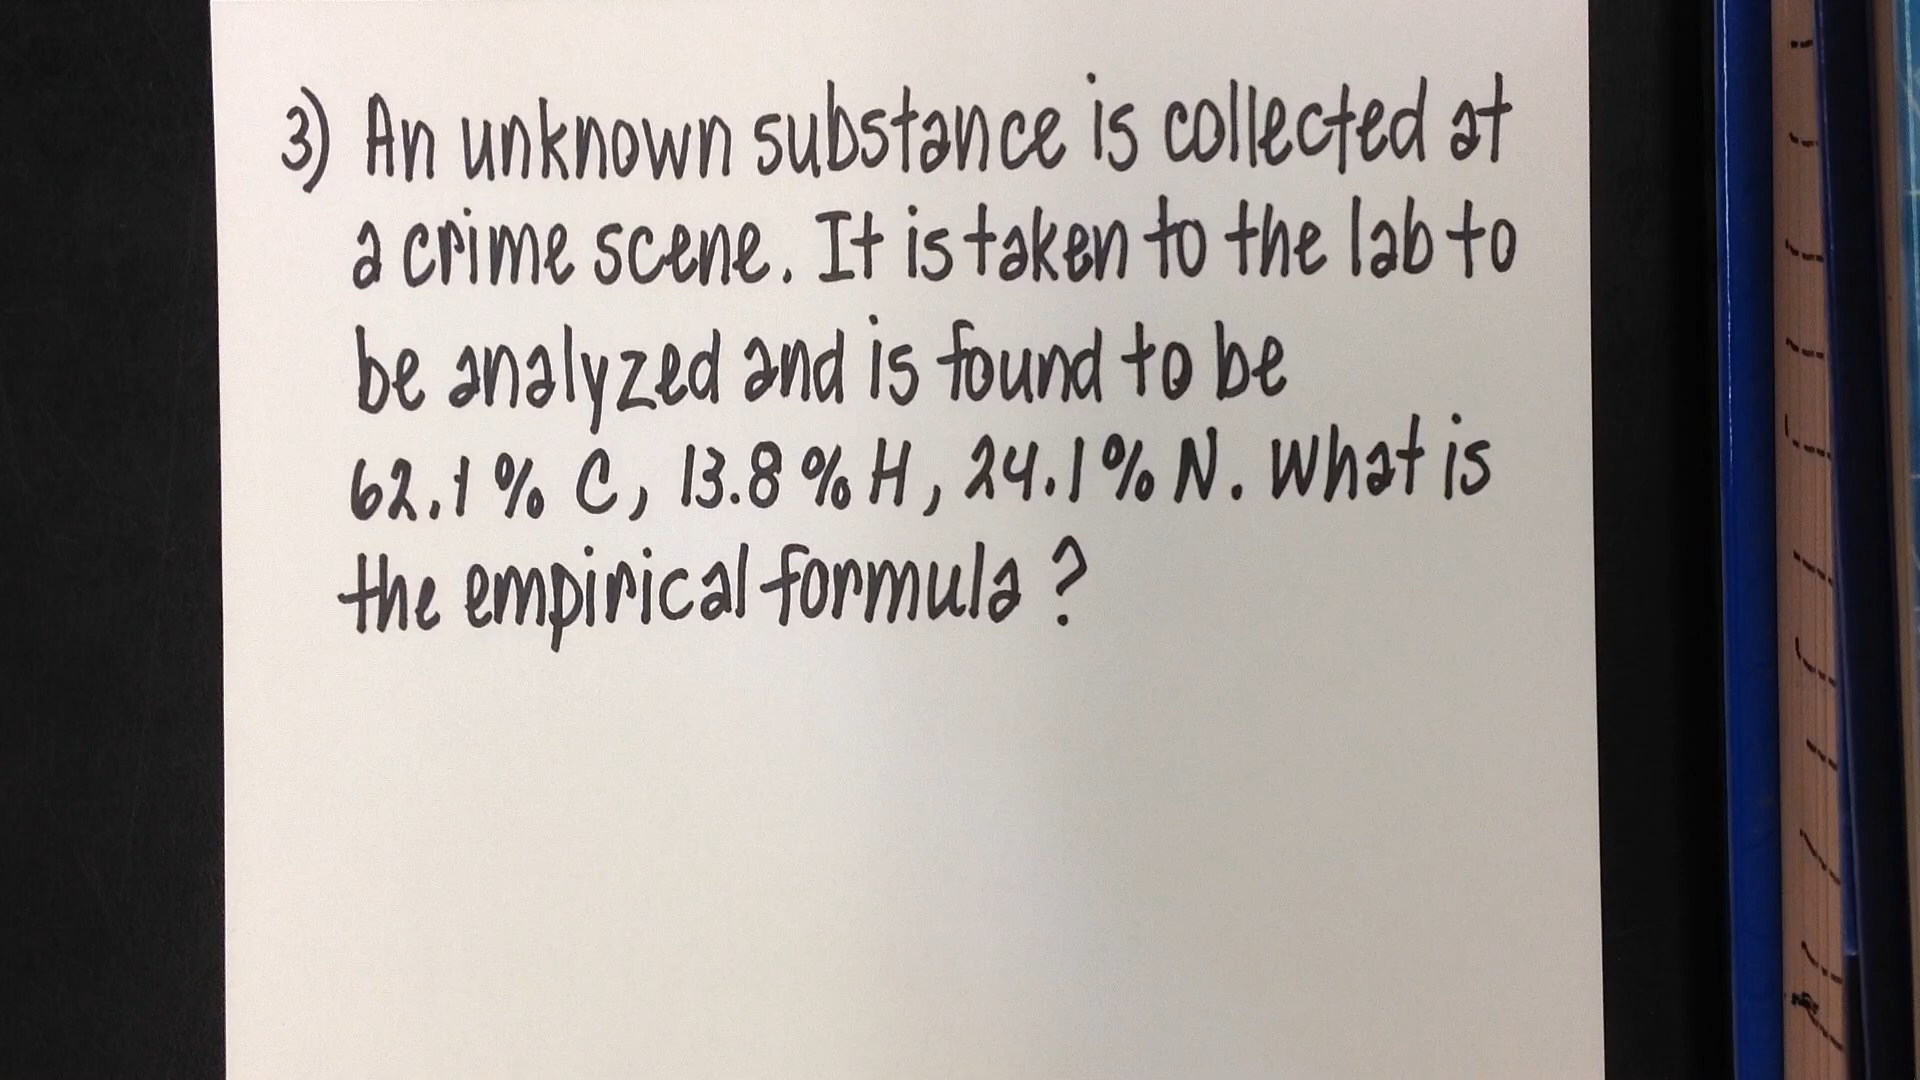 3) An unknown substance is collected at
a crime scene. It is taken to the lab to
be analyzed and is found to be
62.1% C, 13.8% H, 24.1% N. What is
the empirical formula?